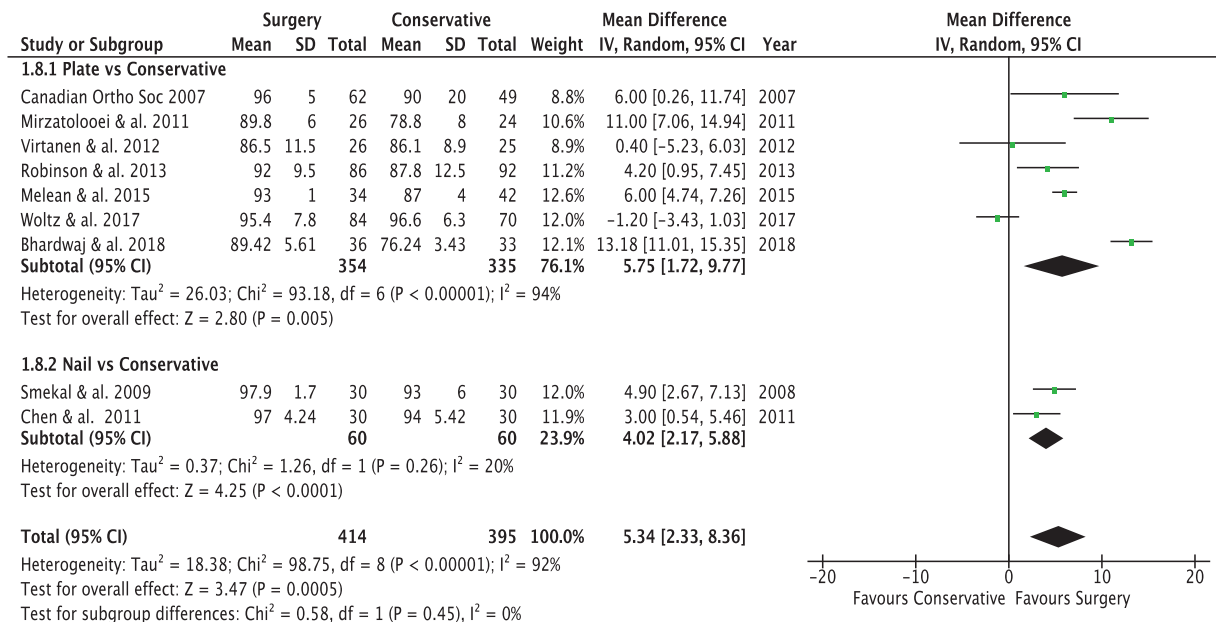 Surgery Conservative Mean Difference Mean Difference
Study or Subgroup Mean SD Total Mean SD Total Weight IV, Random, 95% CI Year IV, Random, 95% CI
1.8.1 Plate vs Conservative
Canadian Ortho Soc 2007 96 5 62 90 20 49 8.8% 6.00 [0.26, 11.74] 2007
Mirzatolooei & al. 2011 89.8 6 26 78.8 8 24 10.6% 11.00 [7.06, 14.94] 2011
Virtanen & al. 2012 86.5 11.5 26 86.1 8.9 25 8.9% 0.40 [−5.23, 6.03] 2012
Robinson & al. 2013 92 9.5 86 87.8 12.5 92 11.2% 4.20 [0.95, 7.45] 2013
Melean & al. 2015 93 1 34 87 4 42 12.6% 6.00 [4.74, 7.26] 2015
Woltz & al. 2017 95.4 7.8 84 96.6 6.3 70 12.0% −1.20 [−3.43, 1.03] 2017
Bhardwaj & al. 2018 89.42 5.61 36 76.24 3.43 33 12.1% 13.18 [11.01, 15.35] 2018
Subtotal (95% CI) 354 335 76.1% 5.75 [1.72, 9.77]
Heterogeneity: Tau² = 26.03; Chi² = 93.18, df = 6 (P < 0.00001); I² = 94%
Test for overall effect: Z = 2.80 (P = 0.005)
1.8.2 Nail vs Conservative
Smekal & al. 2009 97.9 1.7 30 93 6 30 12.0% 4.90 [2.67, 7.13] 2008
Chen & al. 2011 97 4.24 30 94 5.42 30 11.9% 3.00 [0.54, 5.46] 2011
Subtotal (95% CI) 60 60 23.9% 4.02 [2.17, 5.88]
Heterogeneity: Tau² = 0.37; Chi² = 1.26, df = 1 (P = 0.26); I² = 20%
Test for overall effect: Z = 4.25 (P < 0.0001)
Total (95% CI) 414 395 100.0% 5.34 [2.33, 8.36]
Heterogeneity: Tau² = 18.38; Chi² = 98.75, df = 8 (P < 0.00001); I² = 92%
Test for overall effect: Z = 3.47 (P = 0.0005)
Test for subgroup differences: Chi² = 0.58, df = 1 (P = 0.45), I² = 0%
−20 −10 0 10 20
Favours Conservative Favours Surgery